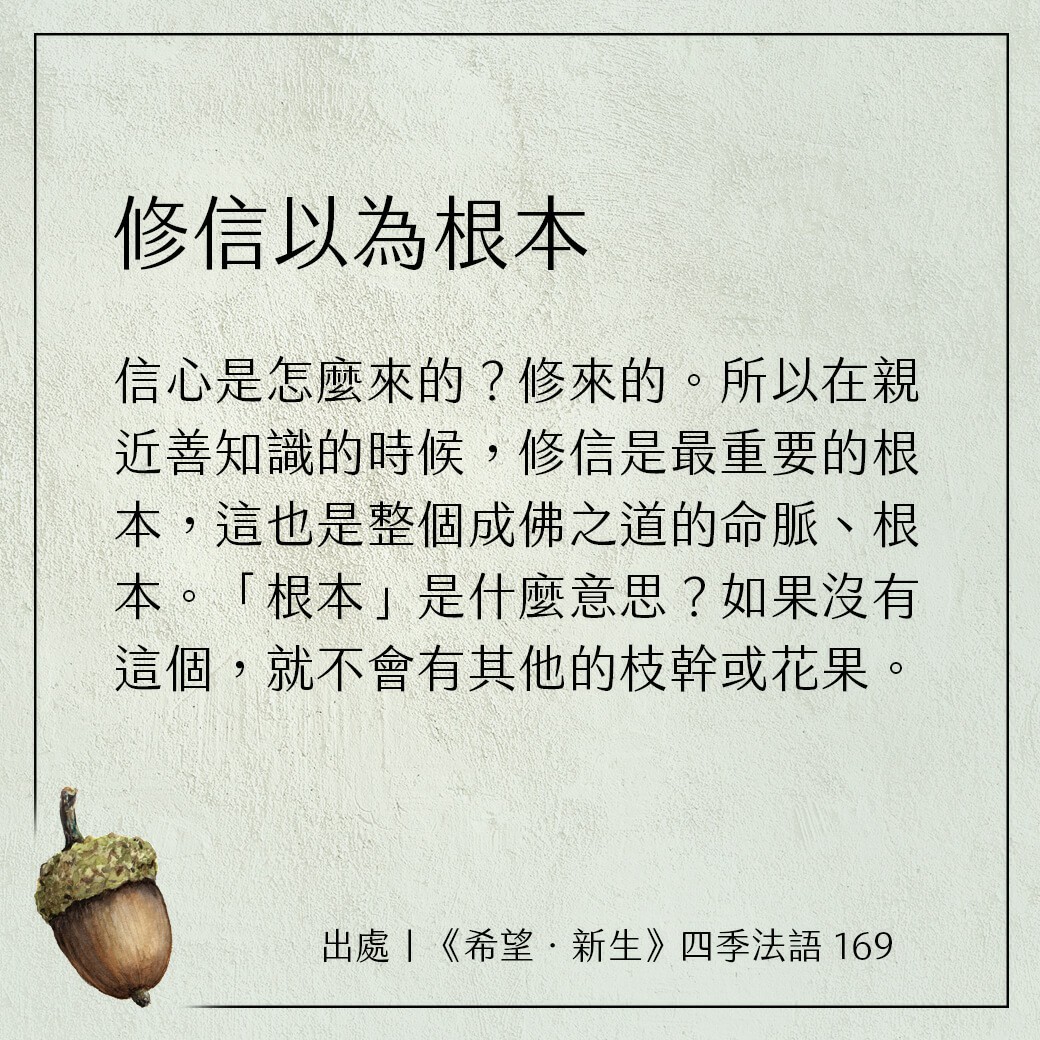 修信以為根本
信心是怎麼來的？修來的。所以在親
近善知識的時候，修信是最重要的根
本，這也是整個成佛之道的命脈、根
本。「根本」是什麼意思？如果沒有
這個，就不會有其他的枝幹或花果。
出處｜《希望．新生》四季法語 169